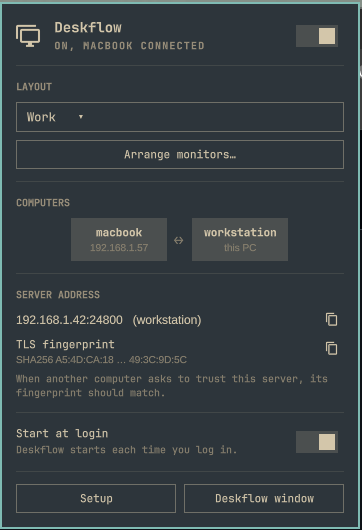 Deskflow
ON, MACBOOK CONNECTED
LAYOUT
Work
Arrange monitors…
COMPUTERS
macbook
192.168.1.57
workstation
this PC
SERVER ADDRESS
192.168.1.42:24800 (workstation)
TLS fingerprint
SHA256 A5:4D:CA:18 … 49:3C:9D:5C
When another computer asks to trust this server, its
fingerprint should match.
Start at login
Deskflow starts each time you log in.
Setup
Deskflow window